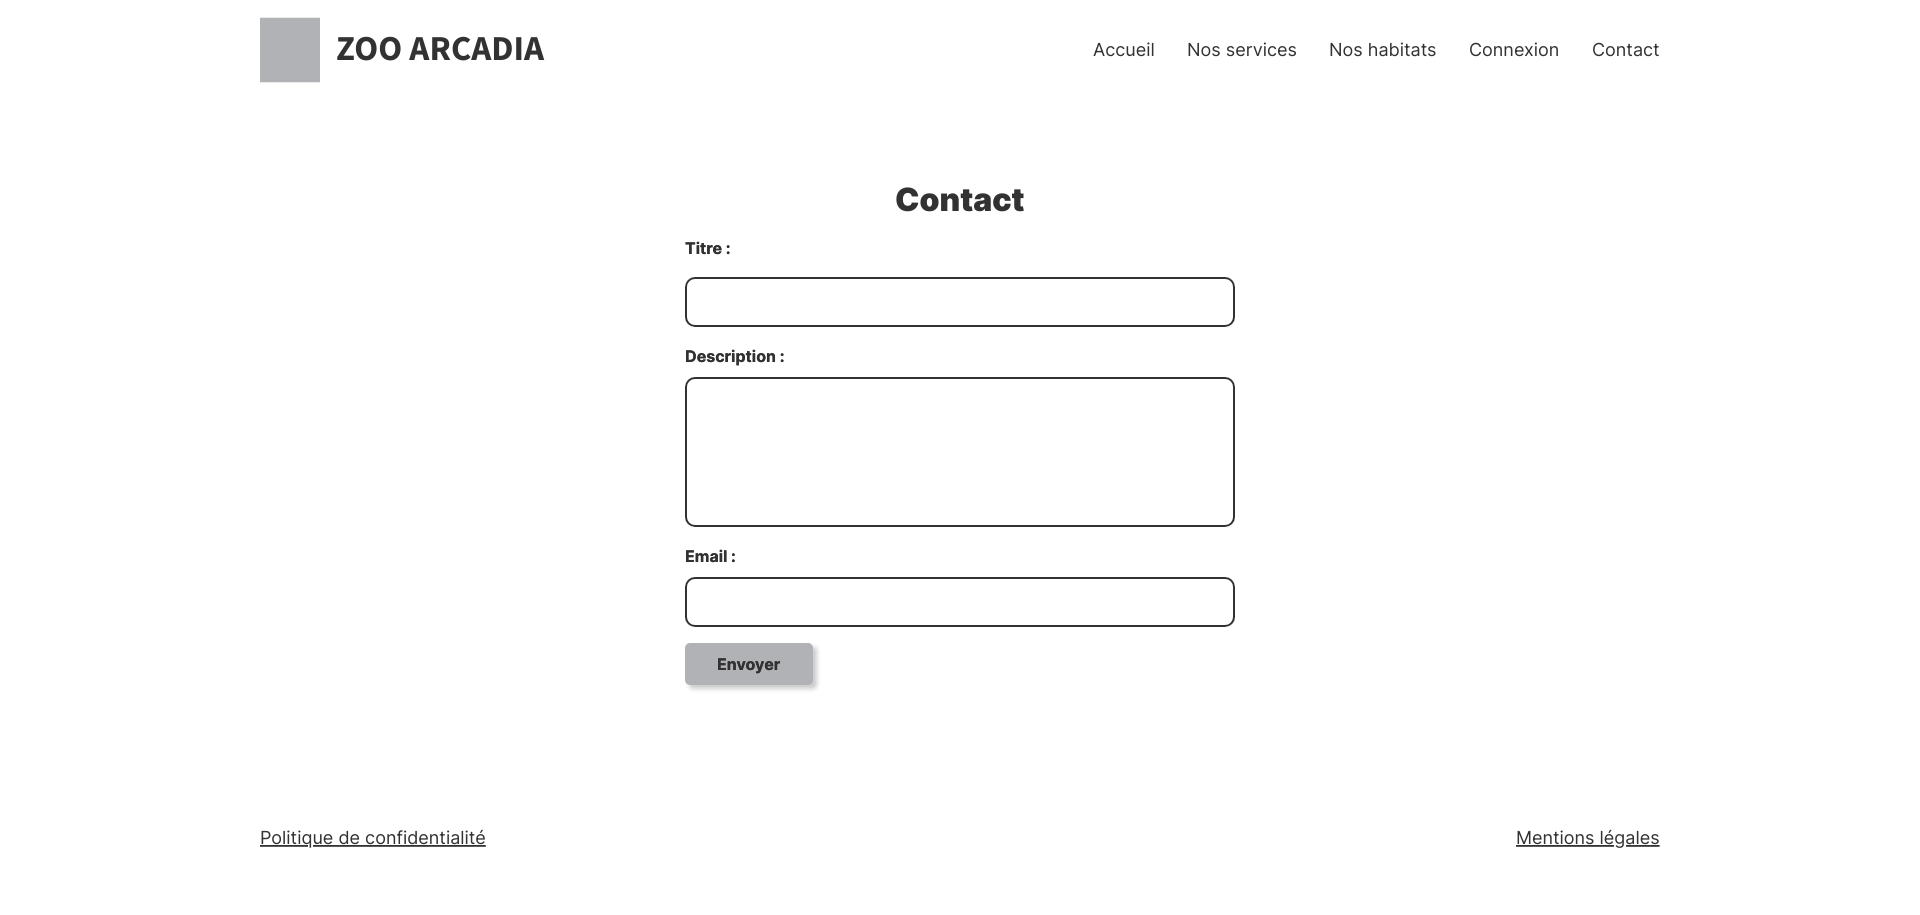 ZOO ARCADIA
Accueil Nos services Nos habitats Connexion Contact
Contact
Titre :
Description :
Email :
Envoyer
Politique de confidentialité
Mentions légales